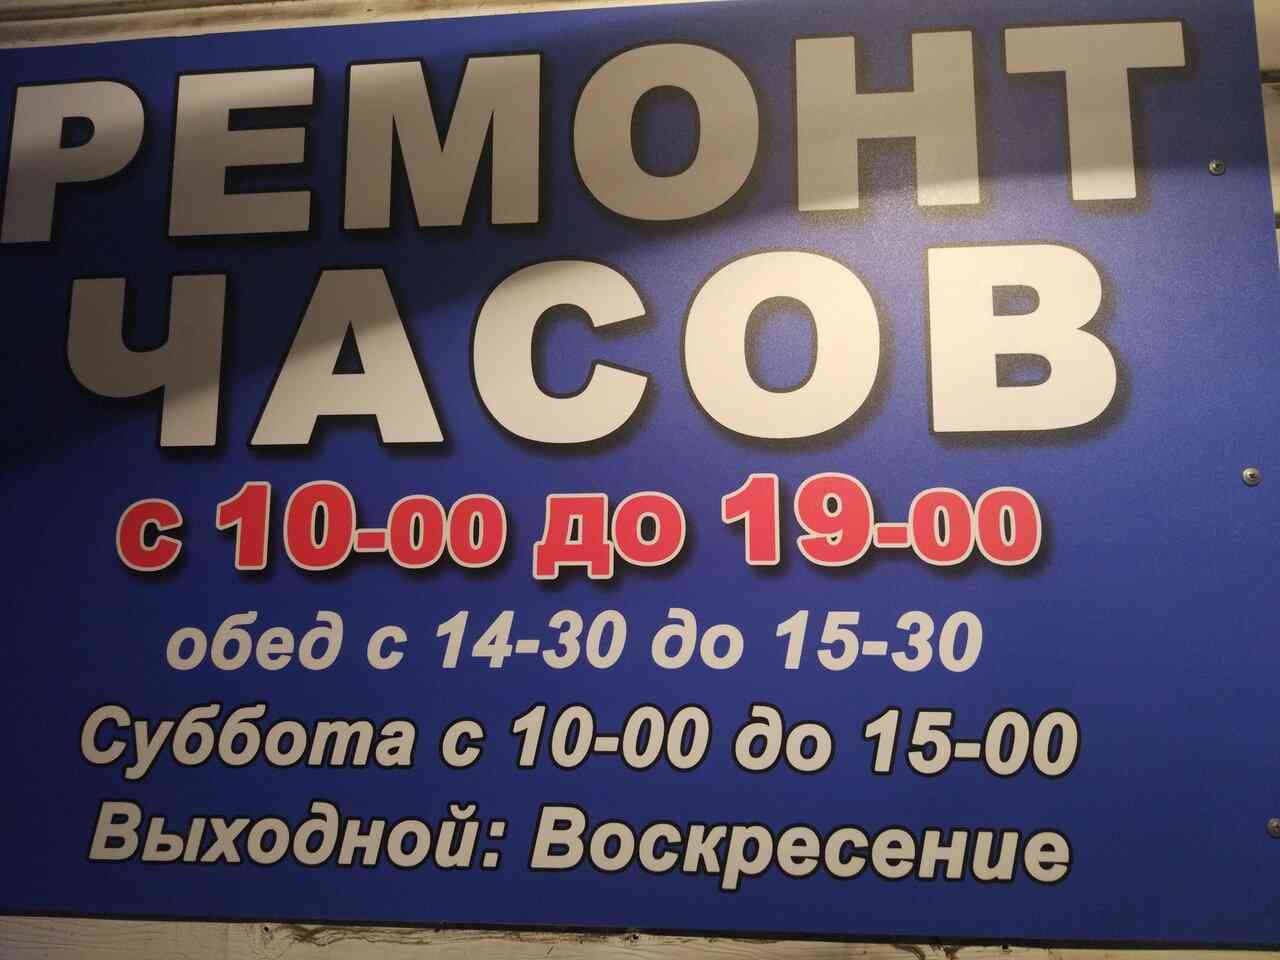 РЕМОНТ
ЧАСОВ
с 10-00 до 19-00
обед с 14-30 до 15-30
Суббота с 10-00 до 15-00
Выходной: Воскресение